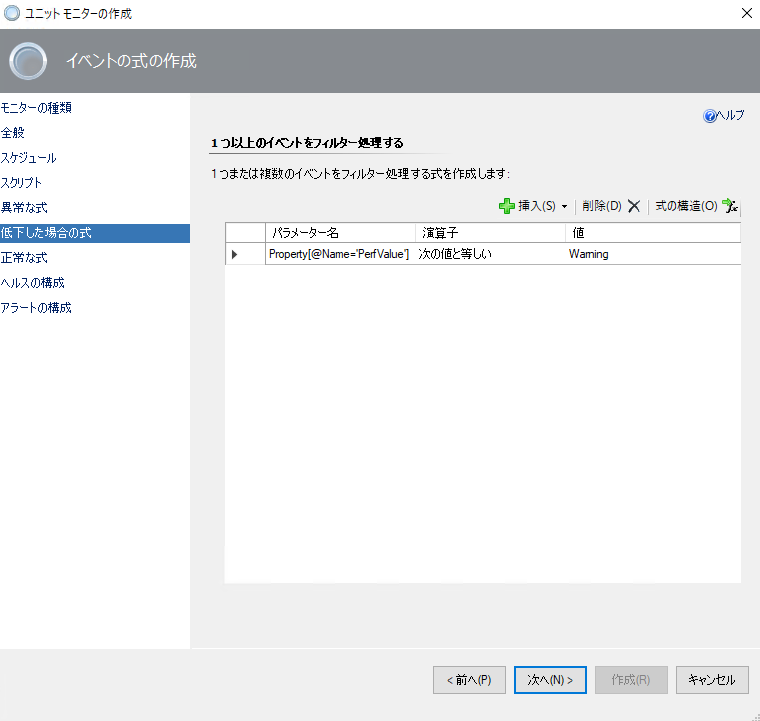 ユニット モニターの作成
イベントの式の作成
モニターの種類
全般
スケジュール
スクリプト
異常な式
低下した場合の式
正常な式
ヘルスの構成
アラートの構成
ヘルプ
1 つ以上のイベントをフィルター処理する
1つまたは複数のイベントをフィルター処理する式を作成します:
挿入(S) 削除(D) 式の構造(O)
パラメーター名 演算子 値
Property[@Name='PerfValue'] 次の値と等しい Warning
< 前へ(P) 次へ(N) > 作成(R) キャンセル